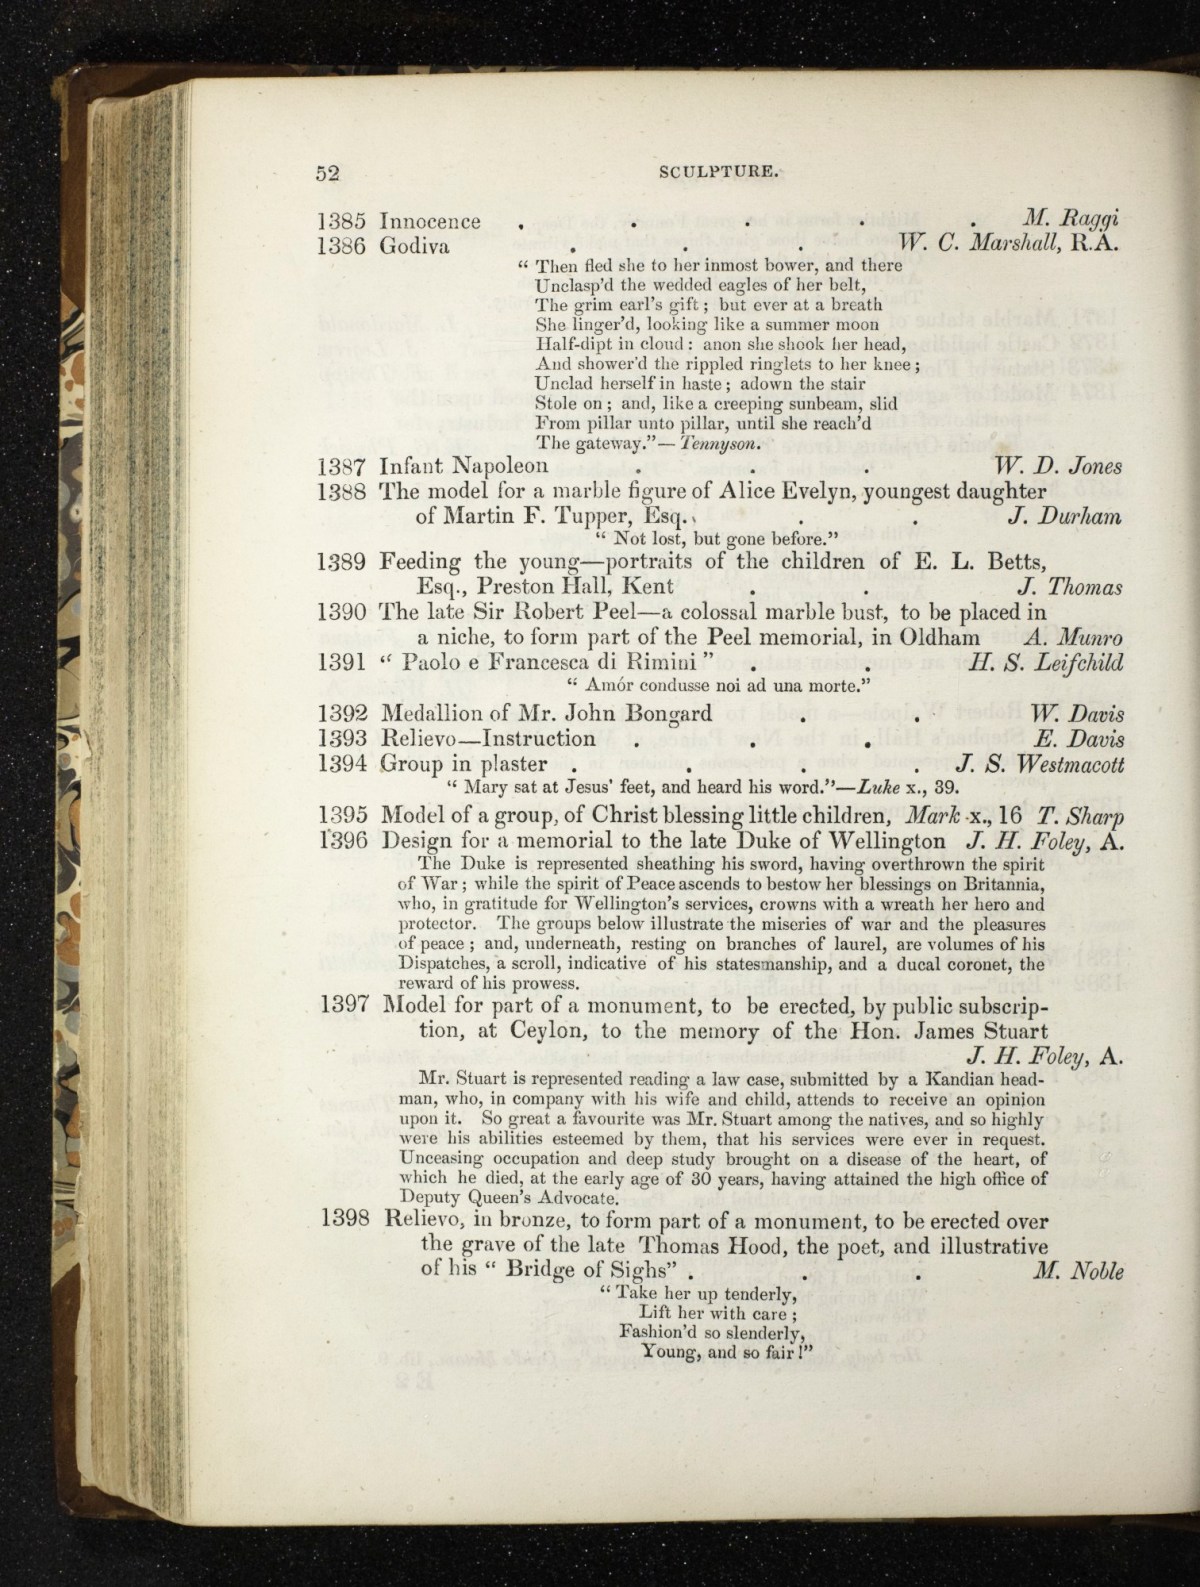 52 SCULPTURE.
1385 Innocence . . . . . M. Raggi
1386 Godiva . . . W. C. Marshall, R.A.
“ Then fled she to her inmost bower, and there
Unclasp’d the wedded eagles of her belt,
The grim earl’s gift ; but ever at a breath
She linger’d, looking like a summer moon
Half-dipt in cloud : anon she shook her head,
And shower’d the rippled ringlets to her knee ;
Unclad herself in haste ; adown the stair
Stole on ; and, like a creeping sunbeam, slid
From pillar unto pillar, until she reach’d
The gateway.”— Tennyson.
1387 Infant Napoleon . . . W. D. Jones
1388 The model for a marble figure of Alice Evelyn, youngest daughter
of Martin F. Tupper, Esq. . . . J. Durham
“ Not lost, but gone before.”
1389 Feeding the young—portraits of the children of E. L. Betts,
Esq., Preston Hall, Kent . . J. Thomas
1390 The late Sir Robert Peel—a colossal marble bust, to be placed in
a niche, to form part of the Peel memorial, in Oldham A. Munro
1391 “ Paolo e Francesca di Rimini ” . . H. S. Leifchild
“ Amór condusse noi ad una morte.”
1392 Medallion of Mr. John Bongard . . W. Davis
1393 Relievo—Instruction . . . E. Davis
1394 Group in plaster . . . . J. S. Westmacott
“ Mary sat at Jesus’ feet, and heard his word.”—Luke x., 39.
1395 Model of a group, of Christ blessing little children, Mark x., 16 T. Sharp
1396 Design for a memorial to the late Duke of Wellington J. H. Foley, A.
The Duke is represented sheathing his sword, having overthrown the spirit
of War ; while the spirit of Peace ascends to bestow her blessings on Britannia,
who, in gratitude for Wellington’s services, crowns with a wreath her hero and
protector. The groups below illustrate the miseries of war and the pleasures
of peace ; and, underneath, resting on branches of laurel, are volumes of his
Dispatches, a scroll, indicative of his statesmanship, and a ducal coronet, the
reward of his prowess.
1397 Model for part of a monument, to be erected, by public subscrip-
tion, at Ceylon, to the memory of the Hon. James Stuart
J. H. Foley, A.
Mr. Stuart is represented reading a law case, submitted by a Kandian head-
man, who, in company with his wife and child, attends to receive an opinion
upon it. So great a favourite was Mr. Stuart among the natives, and so highly
were his abilities esteemed by them, that his services were ever in request.
Unceasing occupation and deep study brought on a disease of the heart, of
which he died, at the early age of 30 years, having attained the high office of
Deputy Queen’s Advocate.
1398 Relievo, in bronze, to form part of a monument, to be erected over
the grave of the late Thomas Hood, the poet, and illustrative
of his “ Bridge of Sighs” . . . M. Noble
“ Take her up tenderly,
Lift her with care ;
Fashion’d so slenderly,
Young, and so fair !”